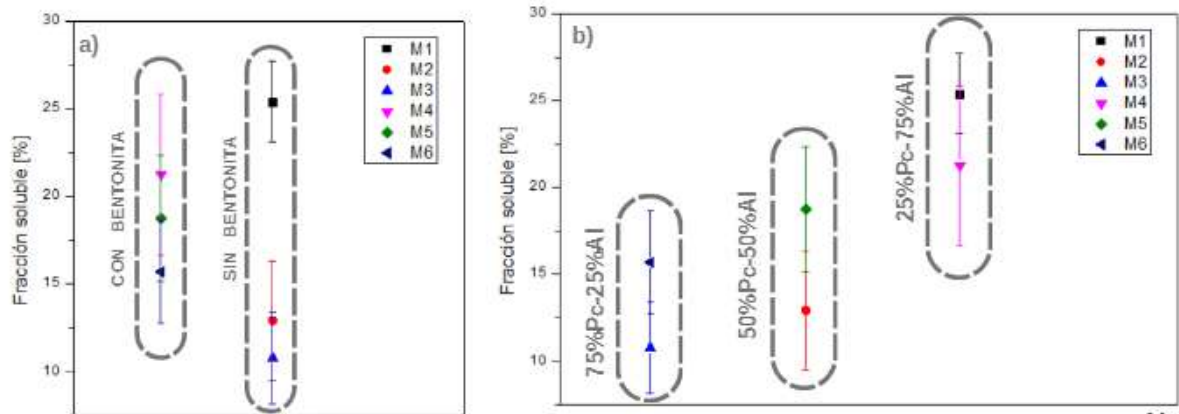 a)
30
25
20
15
10
Fracción soluble [%]
CON BENTONITA
SIN BENTONITA
M1
M2
M3
M4
M5
M6
b)
30
25
20
15
10
Fracción soluble [%]
75%Pc-25%Al
50%Pc-50%Al
25%Pc-75%Al
M1
M2
M3
M4
M5
M6